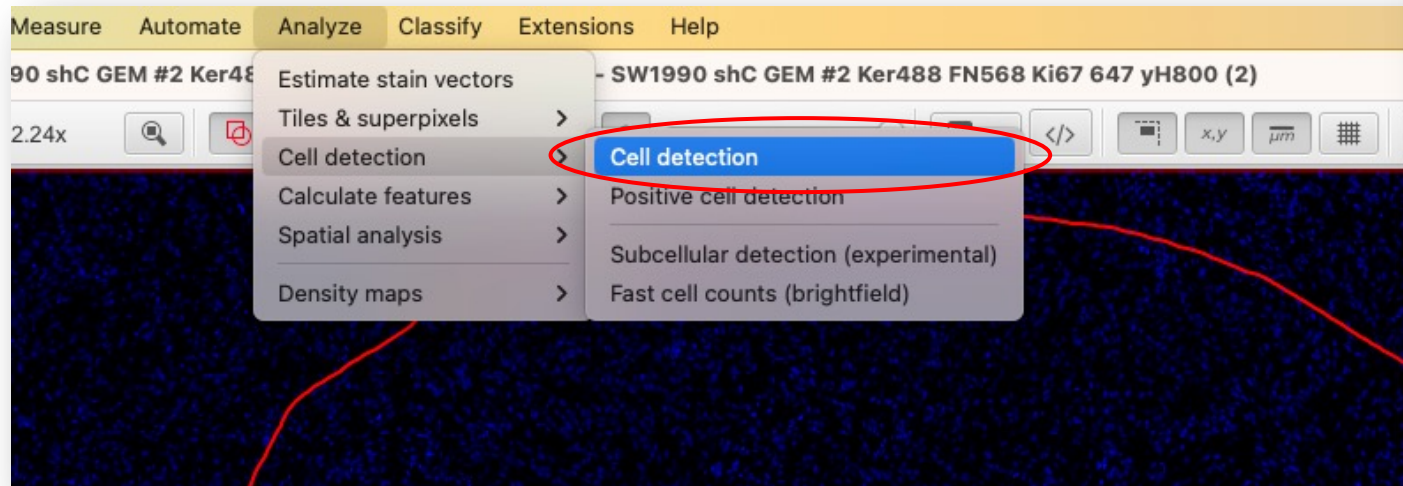 Measure Automate Analyze Classify Extensions Help
90 shC GEM #2 Ker48 - SW1990 shC GEM #2 Ker488 FN568 Ki67 647 yH800 (2)
Estimate stain vectors
2.24x
Tiles & superpixels >
</> x,y µm
Cell detection > Cell detection
Calculate features > Positive cell detection
Spatial analysis >
Subcellular detection (experimental)
Density maps > Fast cell counts (brightfield)